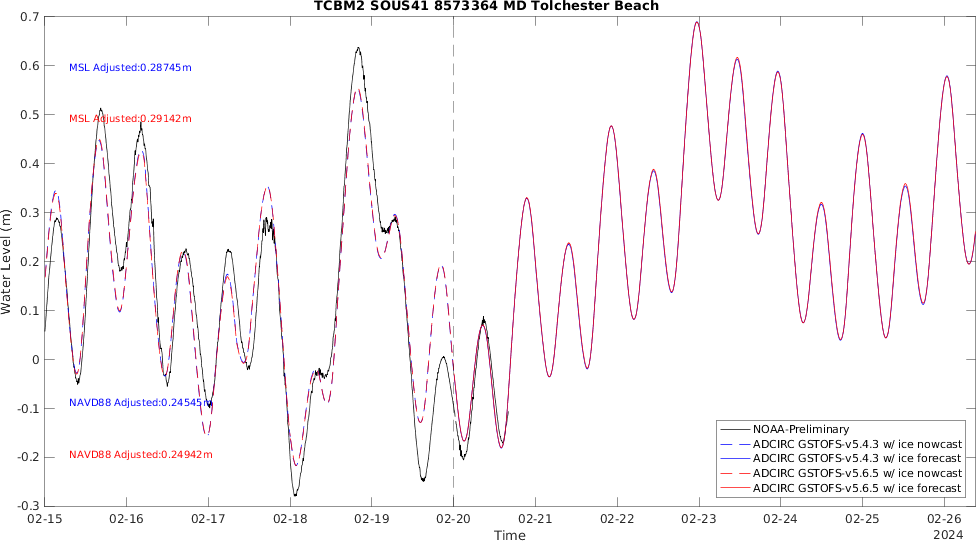 TCBM2 SOUS41 8573364 MD Tolchester Beach
0.7
0.6
0.5
0.4
0.3
0.2
0.1
0
-0.1
-0.2
-0.3
Water Level (m)
MSL Adjusted:0.28745m
MSL Adjusted:0.29142m
NAVD88 Adjusted:0.24545m
NAVD88 Adjusted:0.24942m
NOAA-Preliminary
ADCIRC GSTOFS-v5.4.3 w/ ice nowcast
ADCIRC GSTOFS-v5.4.3 w/ ice forecast
ADCIRC GSTOFS-v5.6.5 w/ ice nowcast
ADCIRC GSTOFS-v5.6.5 w/ ice forecast
02-15 02-16 02-17 02-18 02-19 02-20 02-21 02-22 02-23 02-24 02-25 02-26
Time
2024